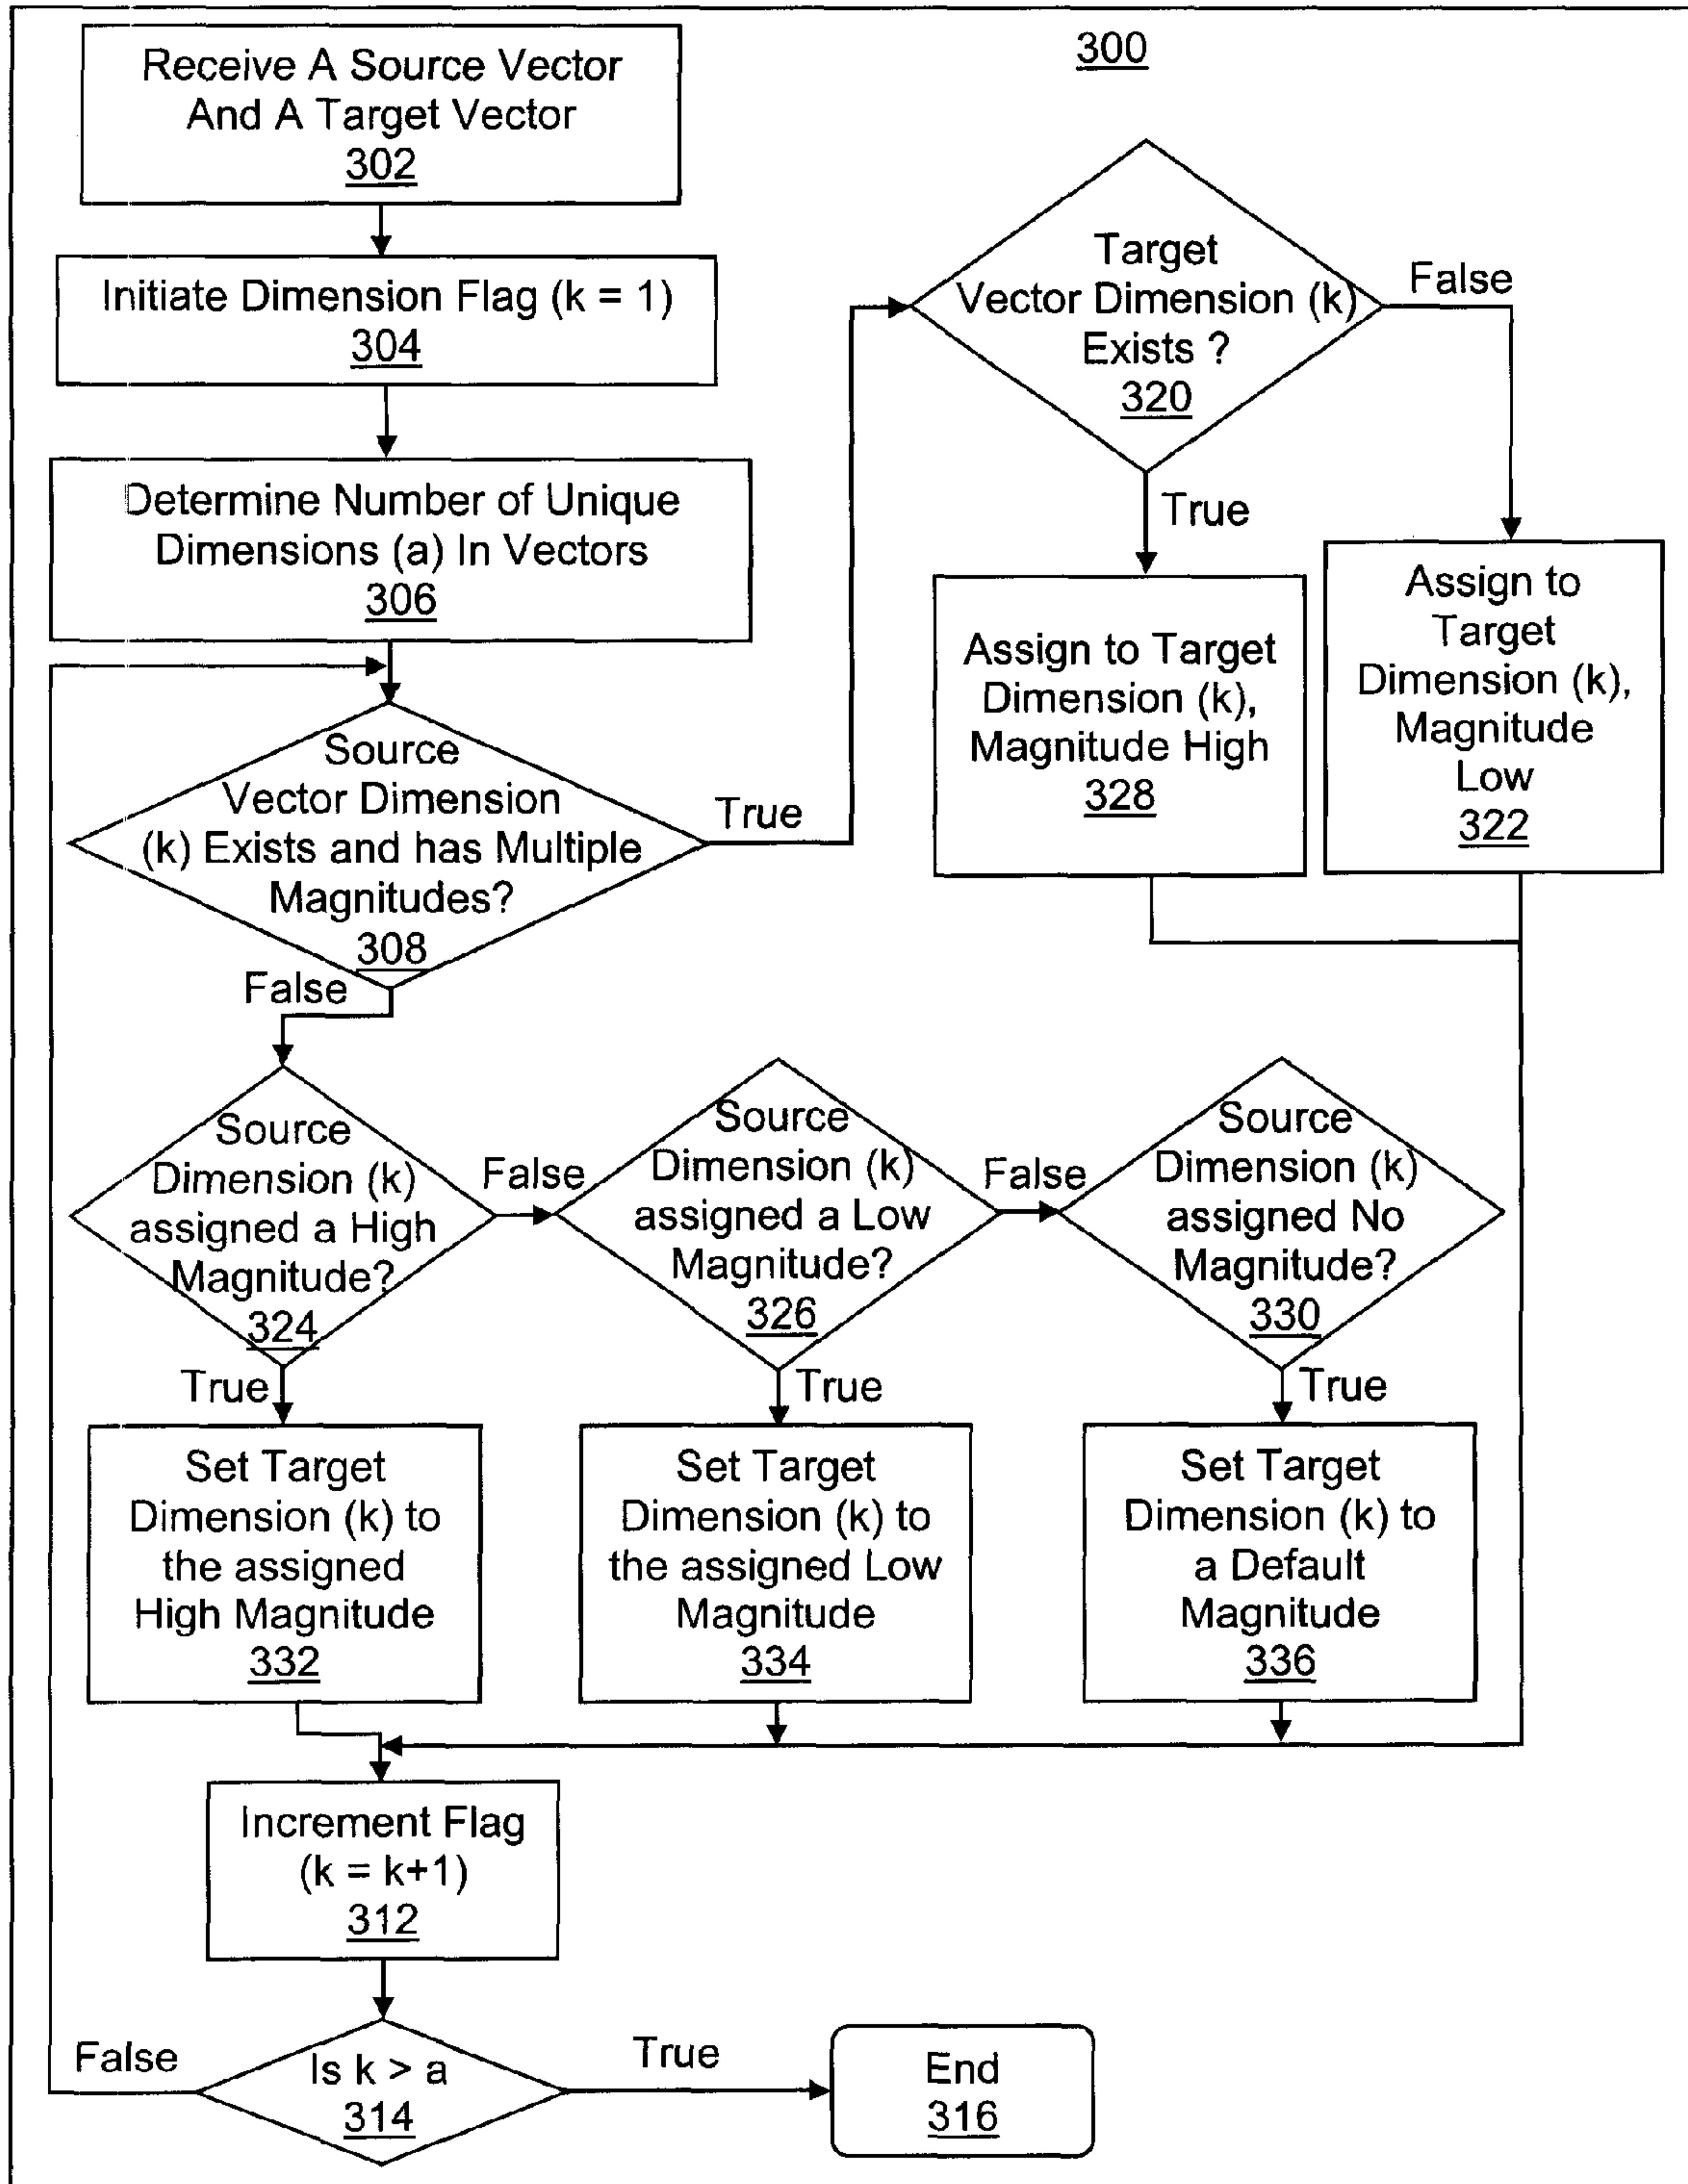 300
Receive A Source Vector
And A Target Vector
302
Initiate Dimension Flag (k = 1)
304
Determine Number of Unique
Dimensions (a) In Vectors
306
Source
Vector Dimension
(k) Exists and has Multiple
Magnitudes?
308
True
False
Target
Vector Dimension (k)
Exists ?
320
False
True
Assign to Target
Dimension (k),
Magnitude High
328
Assign to
Target
Dimension (k),
Magnitude
Low
322
Source
Dimension (k)
assigned a High
Magnitude?
324
False
True
Source
Dimension (k)
assigned a Low
Magnitude?
326
False
True
Source
Dimension (k)
assigned No
Magnitude?
330
True
Set Target
Dimension (k) to
the assigned
High Magnitude
332
Set Target
Dimension (k) to
the assigned Low
Magnitude
334
Set Target
Dimension (k) to
a Default
Magnitude
336
Increment Flag
(k = k+1)
312
Is k > a
314
False
True
End
316